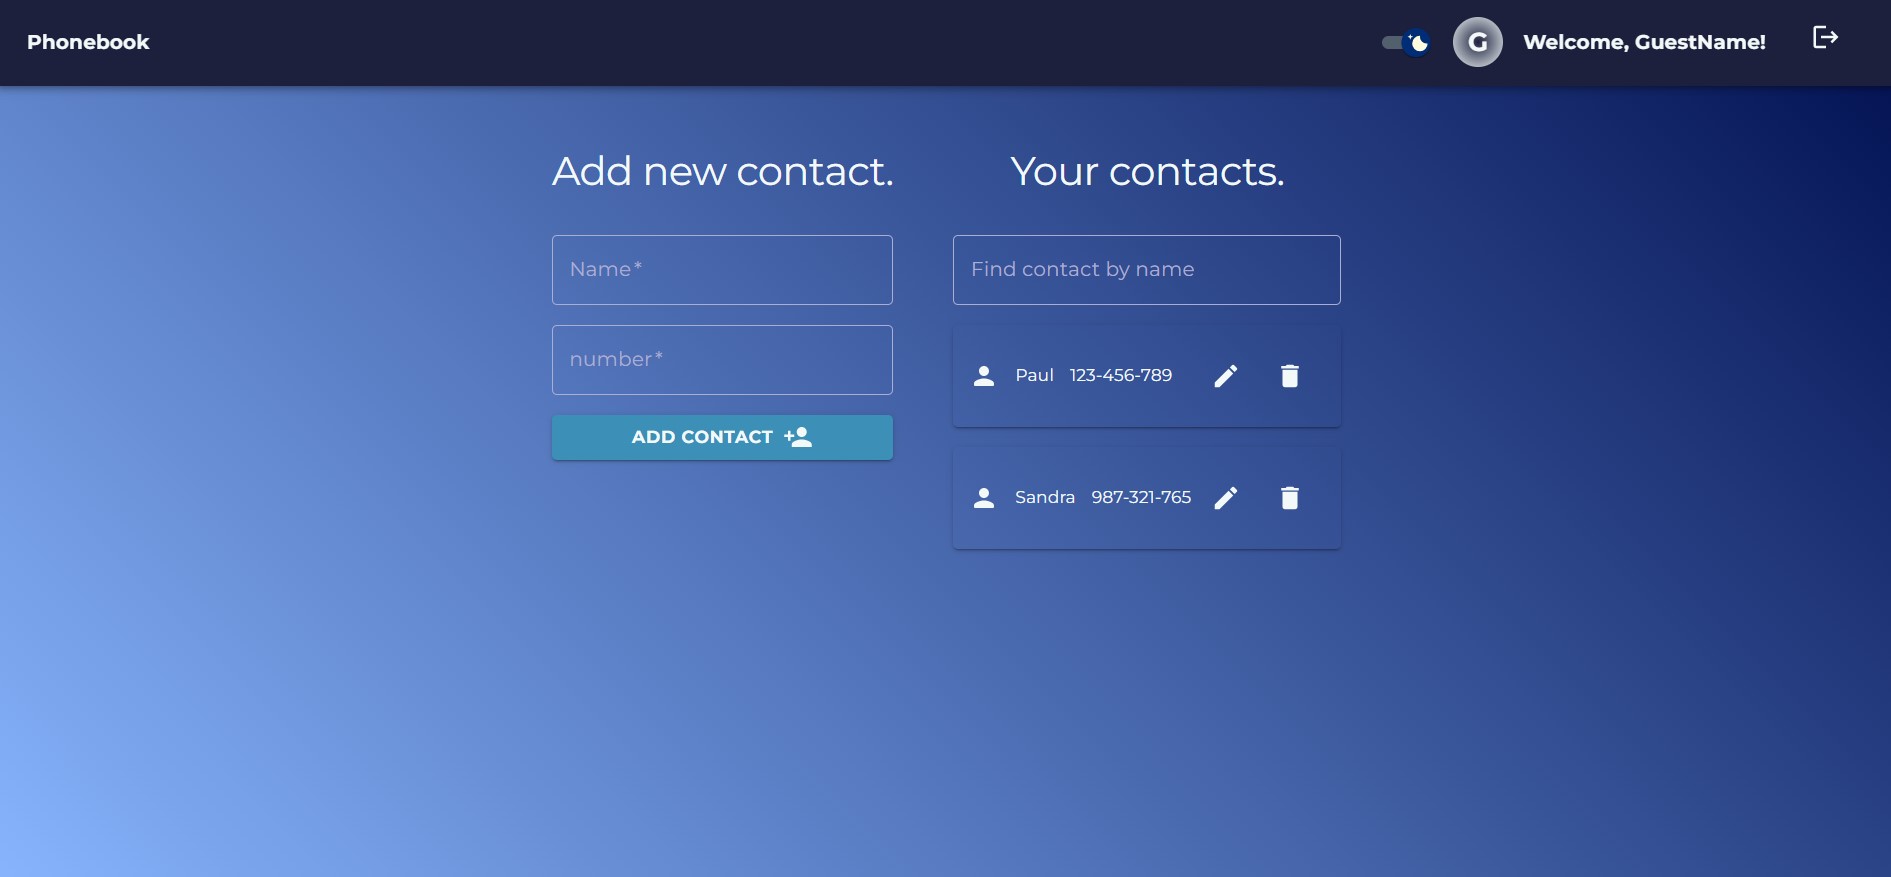 Phonebook
G
Welcome, GuestName!
Add new contact.
Name *
number *
ADD CONTACT
Your contacts.
Find contact by name
Paul 123-456-789
Sandra 987-321-765